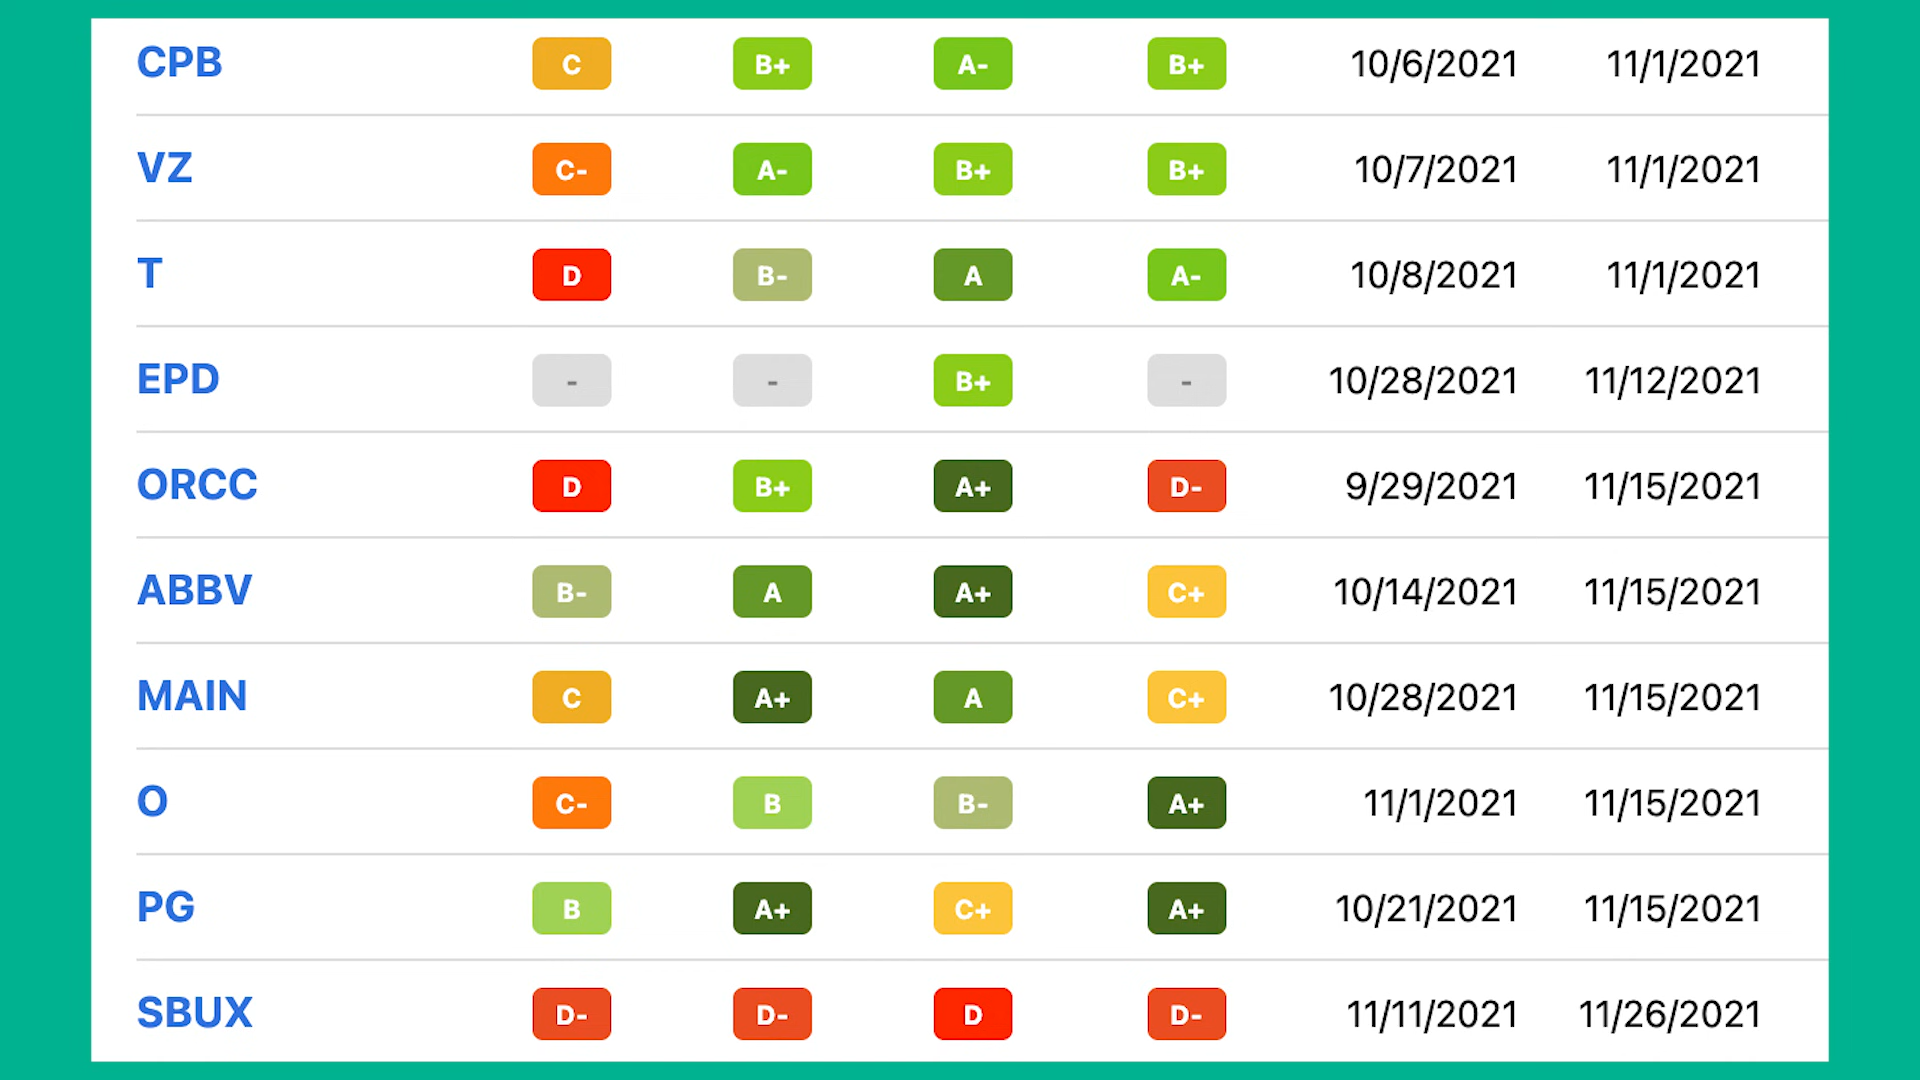 CPB C B+ A- B+ 10/6/2021 11/1/2021
VZ C- A- B+ B+ 10/7/2021 11/1/2021
T D B- A A- 10/8/2021 11/1/2021
EPD - - B+ - 10/28/2021 11/12/2021
ORCC D B+ A+ D- 9/29/2021 11/15/2021
ABBV B- A A+ C+ 10/14/2021 11/15/2021
MAIN C A+ A C+ 10/28/2021 11/15/2021
O C- B B- A+ 11/1/2021 11/15/2021
PG B A+ C+ A+ 10/21/2021 11/15/2021
SBUX D- D- D D- 11/11/2021 11/26/2021